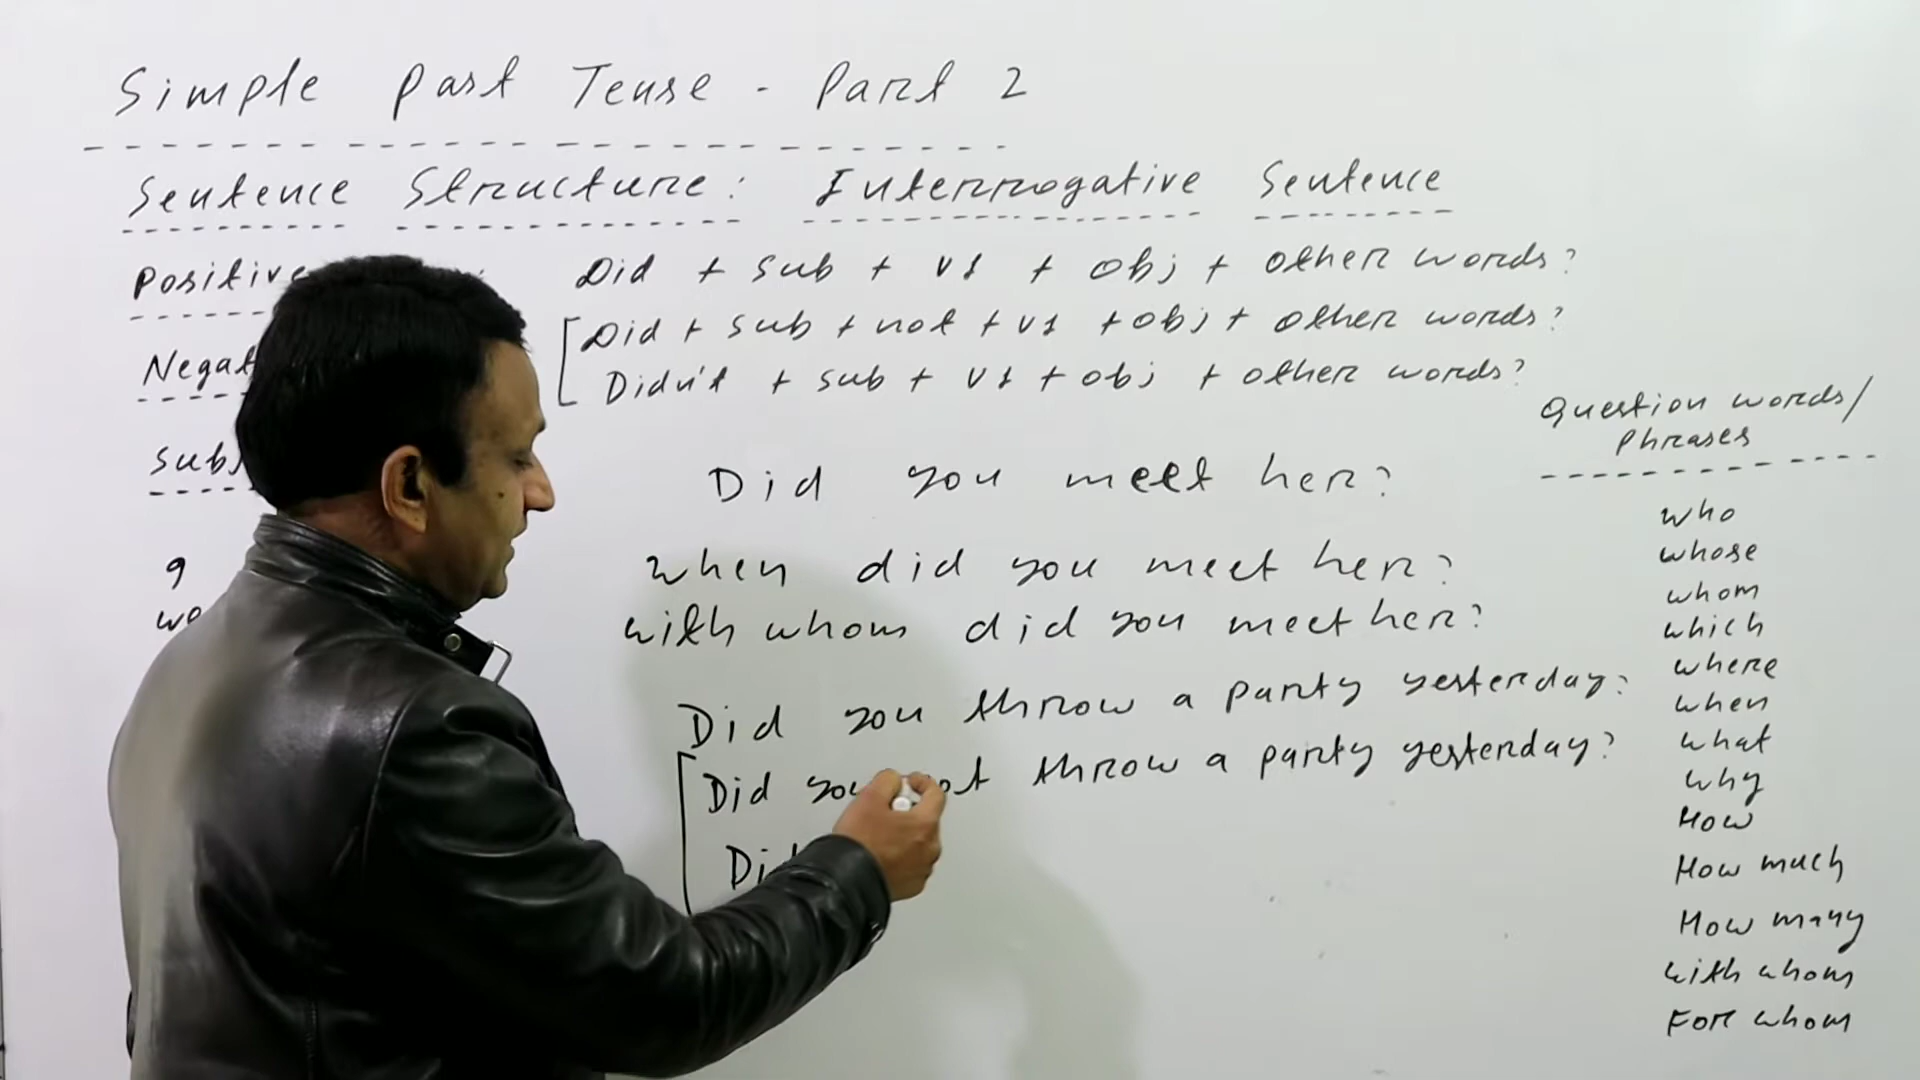 Simple Past Tense - Part 2
Sentence Structure: Interrogative Sentence
Positive Did + sub + V1 + obj + other words?
Did + sub + not + V1 + obj + other words?
Didn't + sub + V1 + obj + other words?
Question words/
Phrases
Did you meet her?
when did you meet her?
with whom did you meet her?
Did you throw a party yesterday?
Did you not throw a party yesterday?
who
whose
whom
which
where
when
what
why
How
How much
How many
with whom
For whom